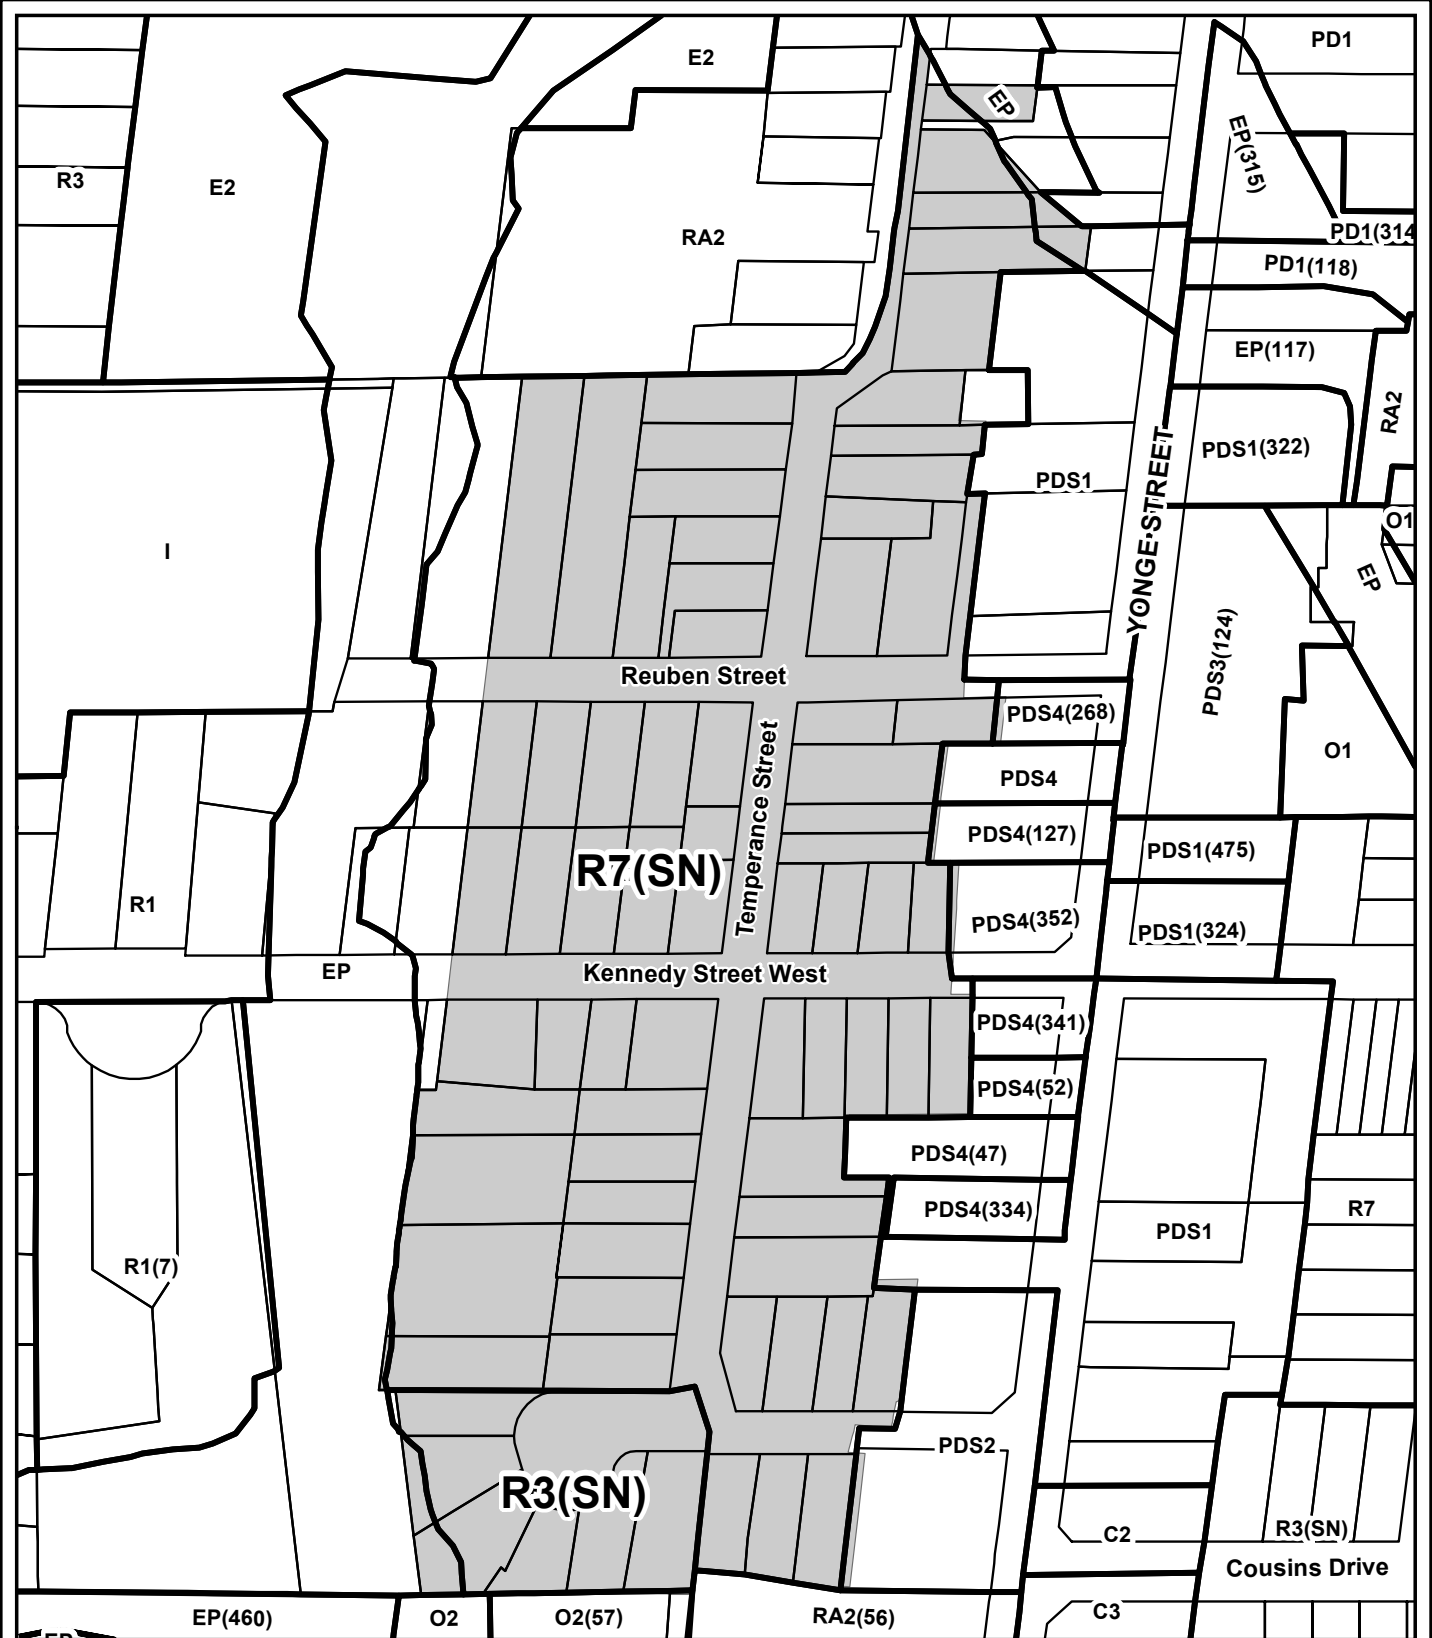 PD1
E2
EP
EP(315)
R3
E2
PD1(314
RA2
PD1(118)
EP(117)
RA2
PDS1(322)
PDS1
YONGE STREET
O1
I
EP
PDS3(124)
Reuben Street
PDS4(268)
O1
PDS4
Temperance Street
PDS4(127)
PDS1(475)
R7(SN)
R1
PDS4(352)
PDS1(324)
EP
Kennedy Street West
PDS4(341)
PDS4(52)
PDS4(47)
PDS4(334)
R7
PDS1
R1(7)
PDS2
R3(SN)
C2
R3(SN)
Cousins Drive
C3
EP(460)
O2
O2(57)
RA2(56)